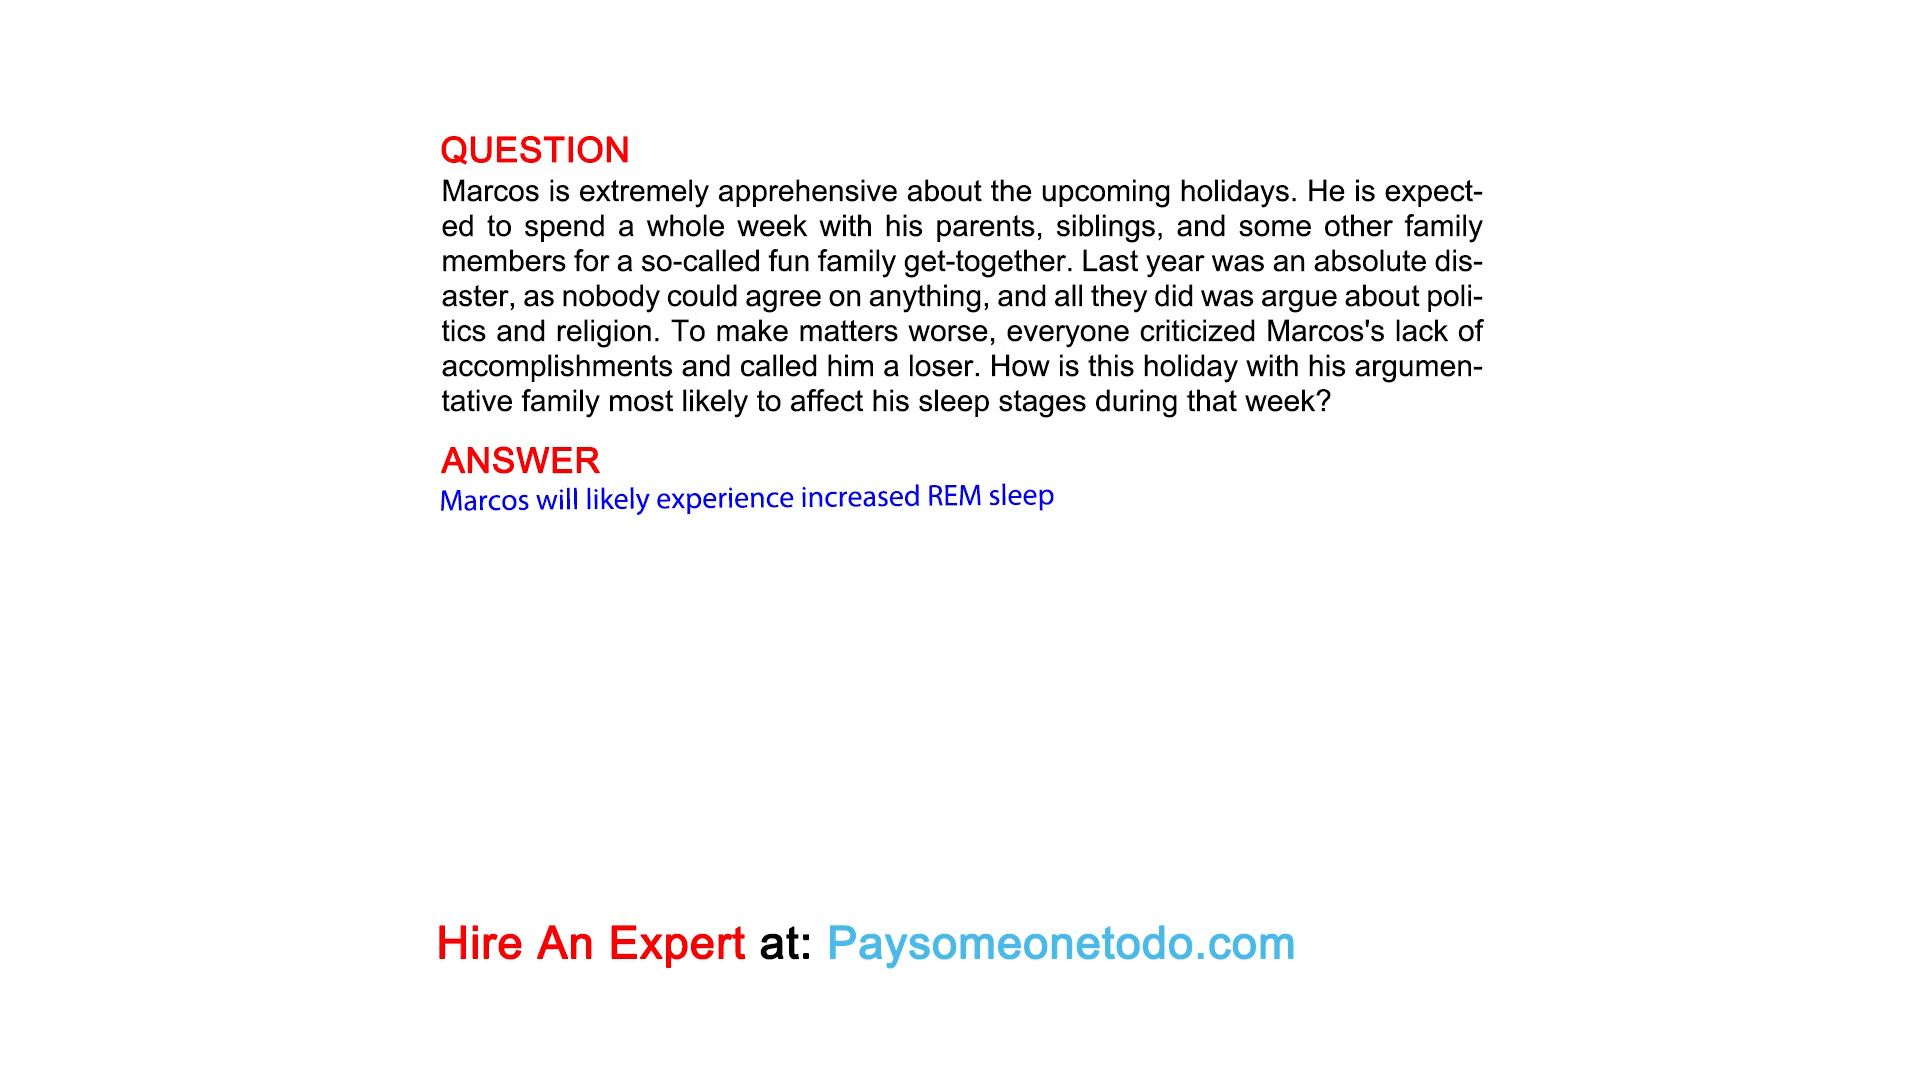 QUESTION
Marcos is extremely apprehensive about the upcoming holidays. He is expect-
ed to spend a whole week with his parents, siblings, and some other family
members for a so-called fun family get-together. Last year was an absolute dis-
aster, as nobody could agree on anything, and all they did was argue about poli-
tics and religion. To make matters worse, everyone criticized Marcos's lack of
accomplishments and called him a loser. How is this holiday with his argumen-
tative family most likely to affect his sleep stages during that week?
ANSWER
Marcos will likely experience increased REM sleep
Hire An Expert at: Paysomeonetodo.com